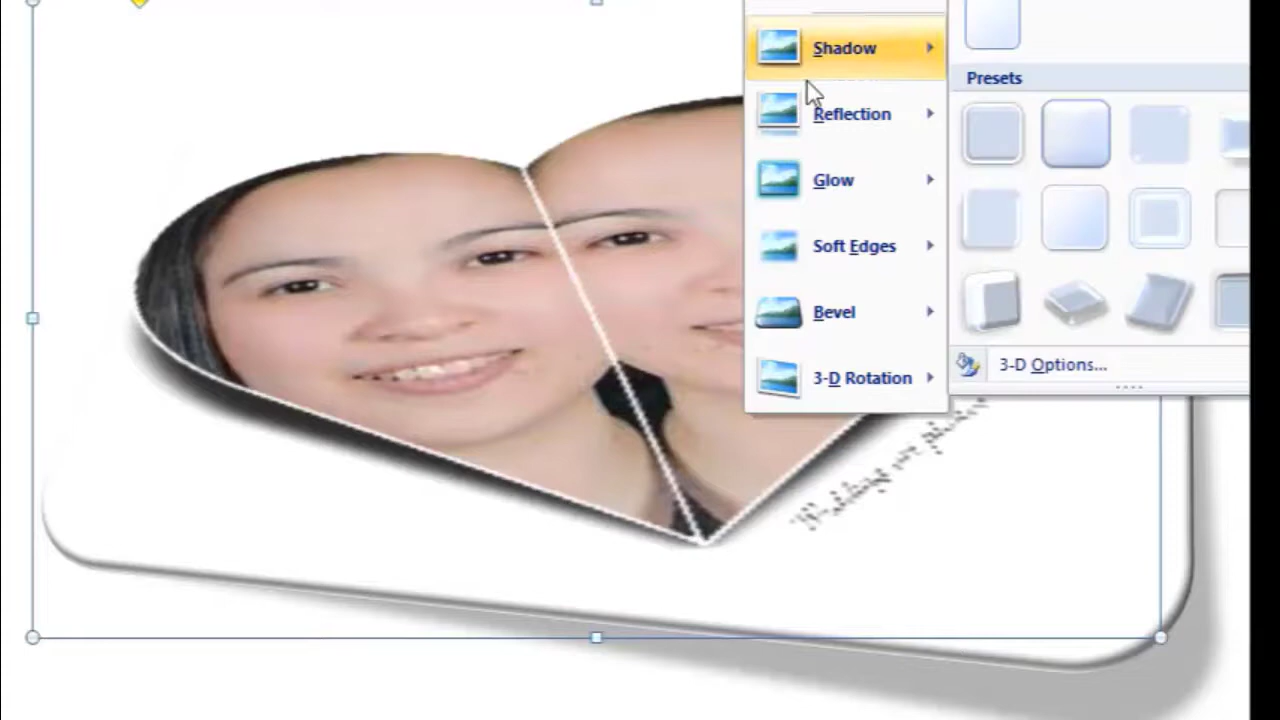 Shadow
Presets
Reflection
Glow
Soft Edges
Bevel
3-D Options...
3-D Rotation